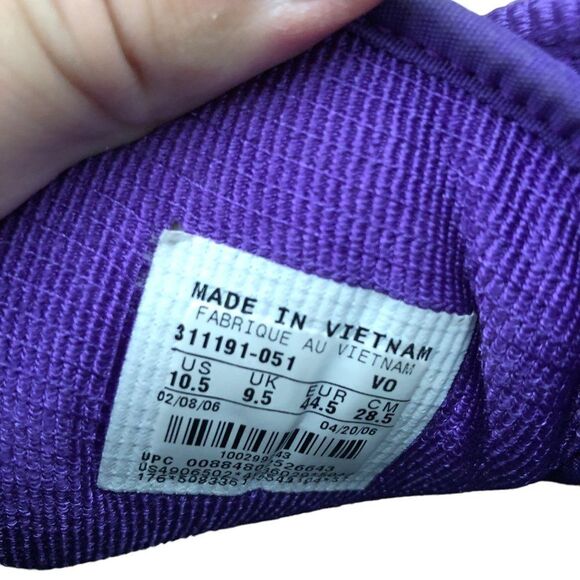 MADE IN VIETNAM
FABRIQUE AU VIETNAM
311191-051 VO
US UK EUR CM
10.5 9.5 44.5 28.5
02/08/06 04/20/06
UPC